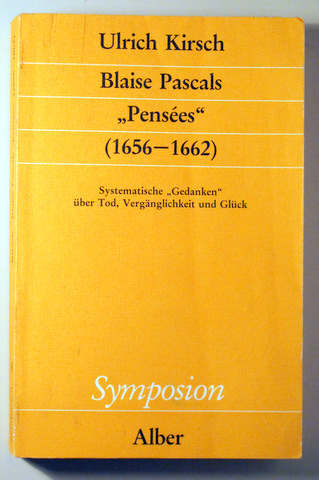 Ulrich Kirsch
Blaise Pascals
„Pensées“
(1656—1662)
Systematische „Gedanken“
über Tod, Vergänglichkeit und Glück
Symposion
Alber